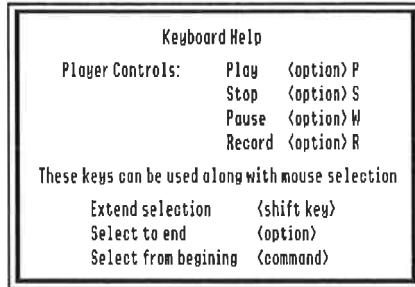 Keyboard Help
Player Controls: Play <option> P
Stop <option> S
Pause <option> W
Record <option> R
These keys can be used along with mouse selection
Extend selection <shift key>
Select to end <option>
Select from begining <command>